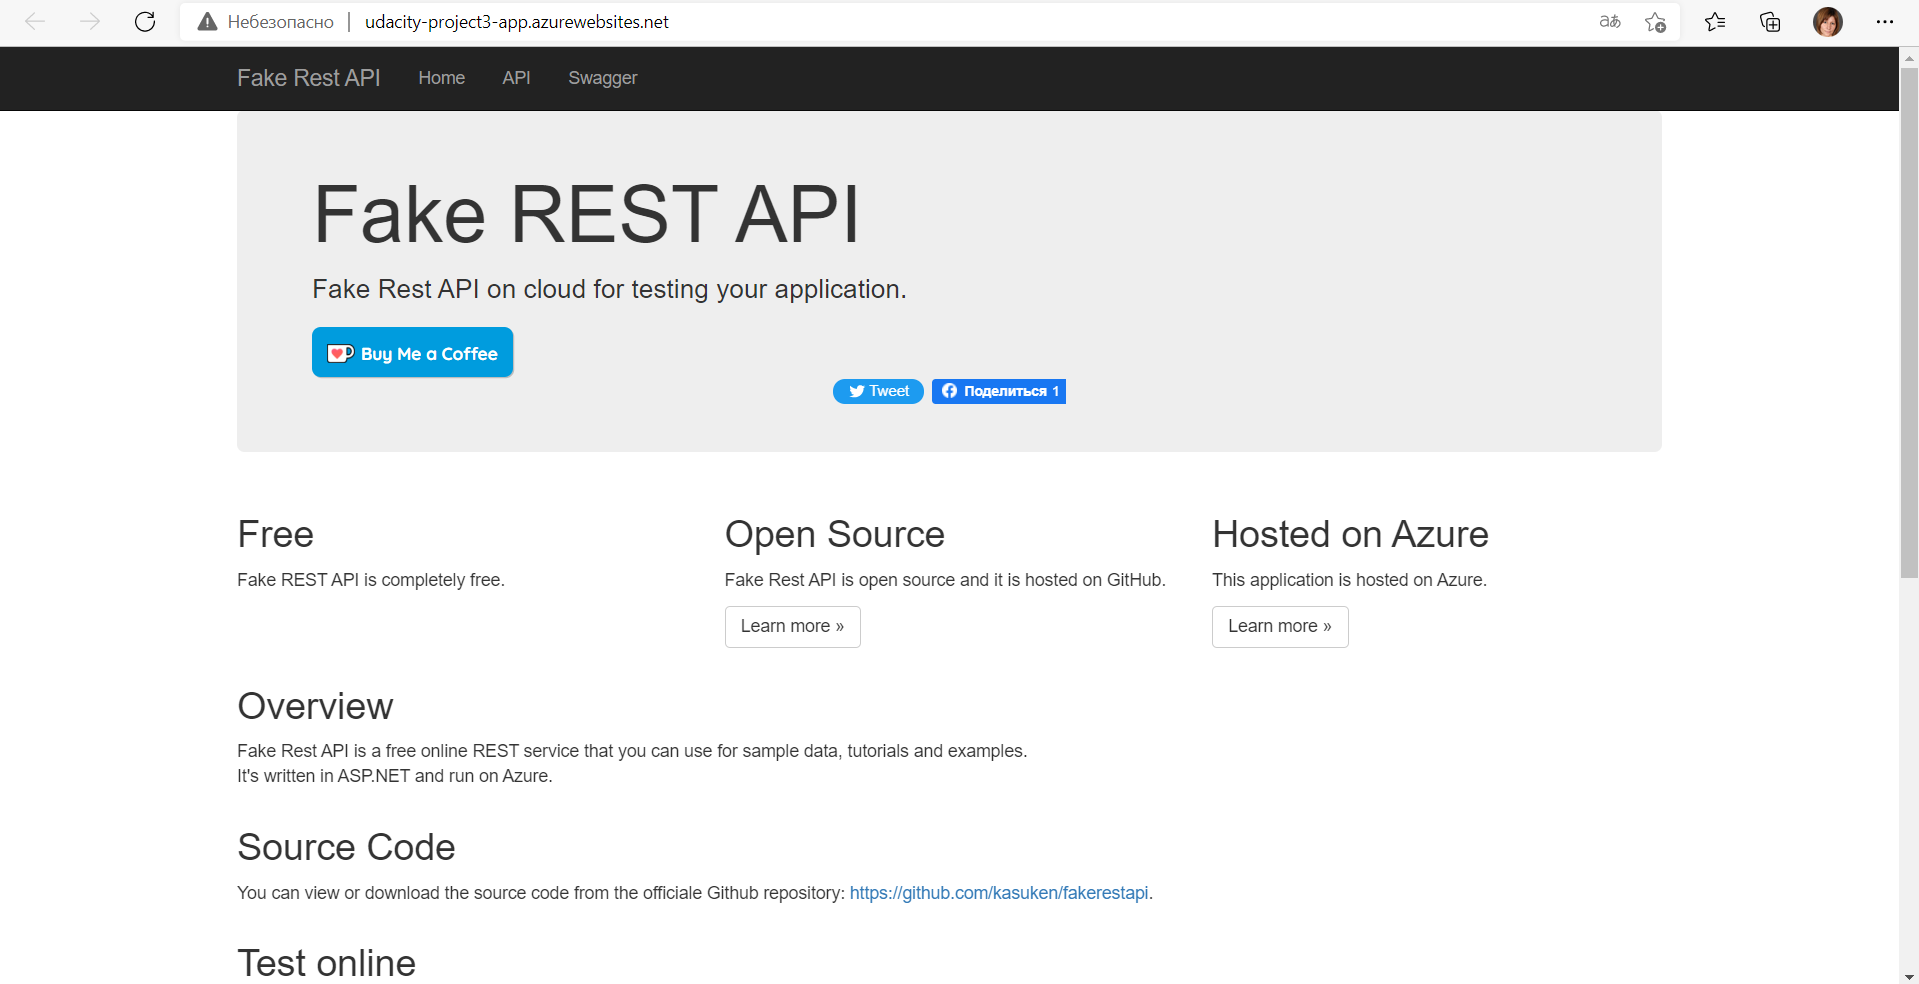 Небезопасно | udacity-project3-app.azurewebsites.net
Fake Rest API Home API Swagger
Fake REST API
Fake Rest API on cloud for testing your application.
Buy Me a Coffee
Tweet Поделиться 1
Free
Fake REST API is completely free.
Open Source
Fake Rest API is open source and it is hosted on GitHub.
Learn more »
Hosted on Azure
This application is hosted on Azure.
Learn more »
Overview
Fake Rest API is a free online REST service that you can use for sample data, tutorials and examples.
It's written in ASP.NET and run on Azure.
Source Code
You can view or download the source code from the officiale Github repository: https://github.com/kasuken/fakerestapi.
Test online